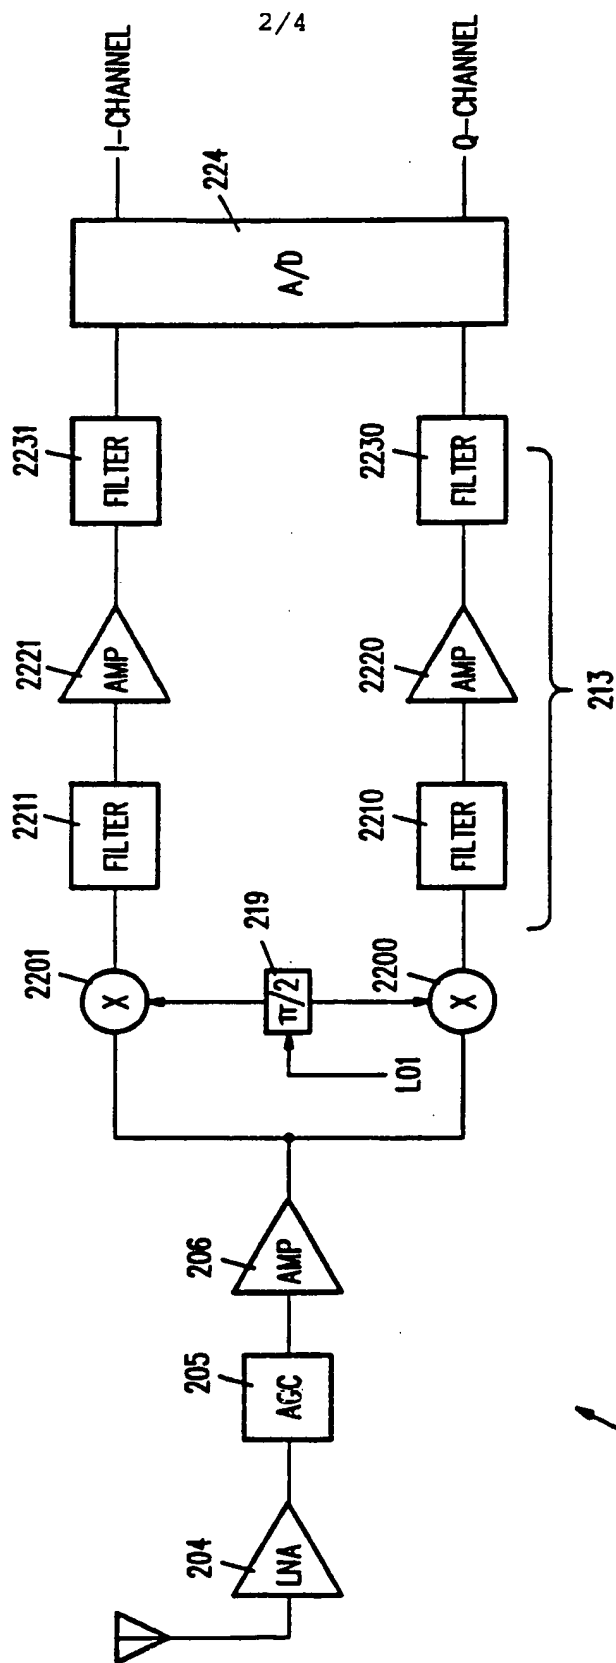 2/4
204
LNA
205
AGC
206
AMP
2201
X
219
π/2
LO1
2200
X
2211
FILTER
2221
AMP
2231
FILTER
2210
FILTER
2220
AMP
2230
FILTER
213
224
A/D
I-CHANNEL
Q-CHANNEL